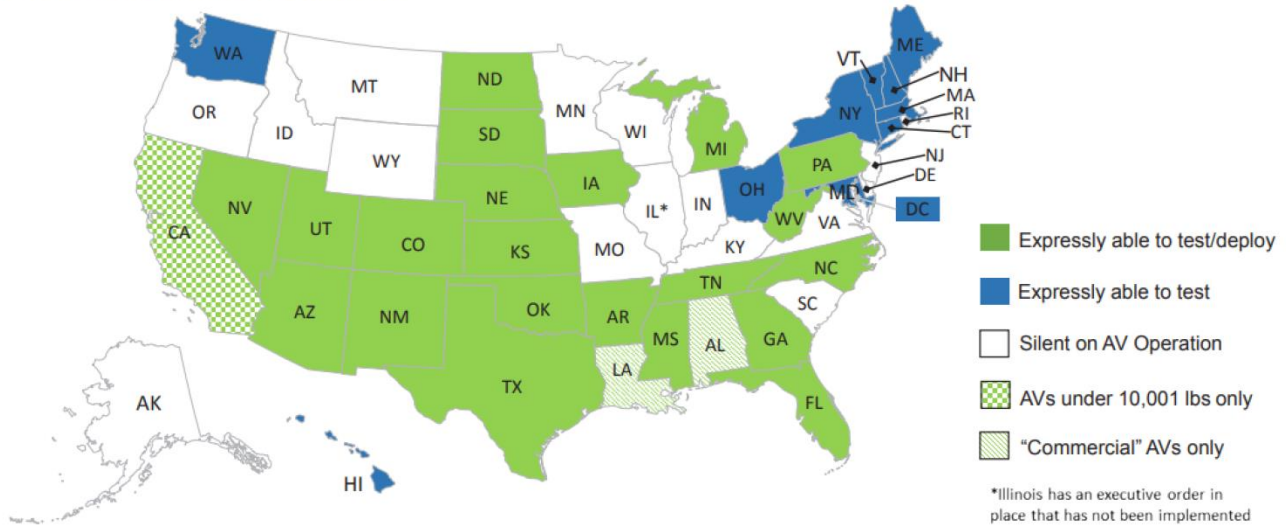 WA
ME
VT
ND
NH
MT
MN
MA
OR
NY
RI
ID
SD
WI
CT
MI
WY
PA
NJ
IA
DE
NE
OH
MD
NV
IL*
IN
DC
UT
WV
VA
CA
CO
KS
MO
KY
Expressly able to test/deploy
NC
TN
Expressly able to test
AZ
NM
OK
AR
SC
MS
AL
GA
Silent on AV Operation
LA
TX
AK
FL
AVs under 10,001 lbs only
“Commercial” AVs only
HI
*Illinois has an executive order in
place that has not been implemented